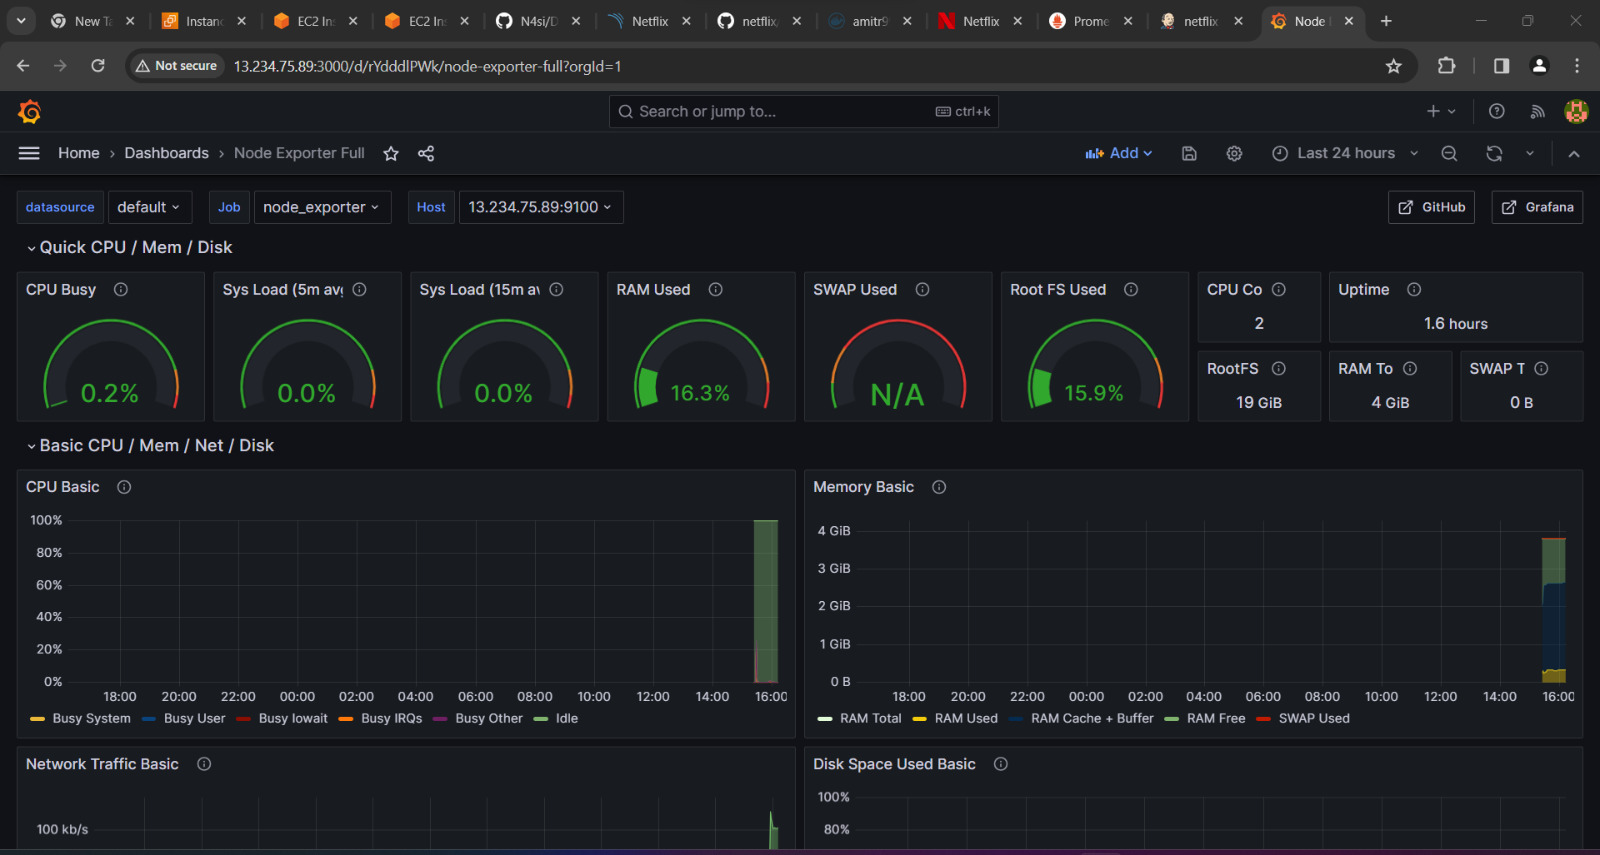 New Ta
Instanc
EC2 Ins
EC2 Ins
N4si/D
Netflix
netflix
amitr9
Netflix
Prome
netflix
Node
Not secure
13.234.75.89:3000/d/rYdddlPWk/node-exporter-full?orgId=1
Search or jump to...
ctrl+k
Home › Dashboards › Node Exporter Full
Add
Last 24 hours
datasource default Job node_exporter Host 13.234.75.89:9100
GitHub
Grafana
Quick CPU / Mem / Disk
CPU Busy
0.2%
Sys Load (5m avg
0.0%
Sys Load (15m av
0.0%
RAM Used
16.3%
SWAP Used
N/A
Root FS Used
15.9%
CPU Co
2
Uptime
1.6 hours
RootFS
19 GiB
RAM To
4 GiB
SWAP T
0 B
Basic CPU / Mem / Net / Disk
CPU Basic
100%
80%
60%
40%
20%
0%
18:00 20:00 22:00 00:00 02:00 04:00 06:00 08:00 10:00 12:00 14:00 16:00
Busy System Busy User Busy Iowait Busy IRQs Busy Other Idle
Memory Basic
4 GiB
3 GiB
2 GiB
1 GiB
0 B
18:00 20:00 22:00 00:00 02:00 04:00 06:00 08:00 10:00 12:00 14:00 16:00
RAM Total RAM Used RAM Cache + Buffer RAM Free SWAP Used
Network Traffic Basic
100 kb/s
Disk Space Used Basic
100%
80%